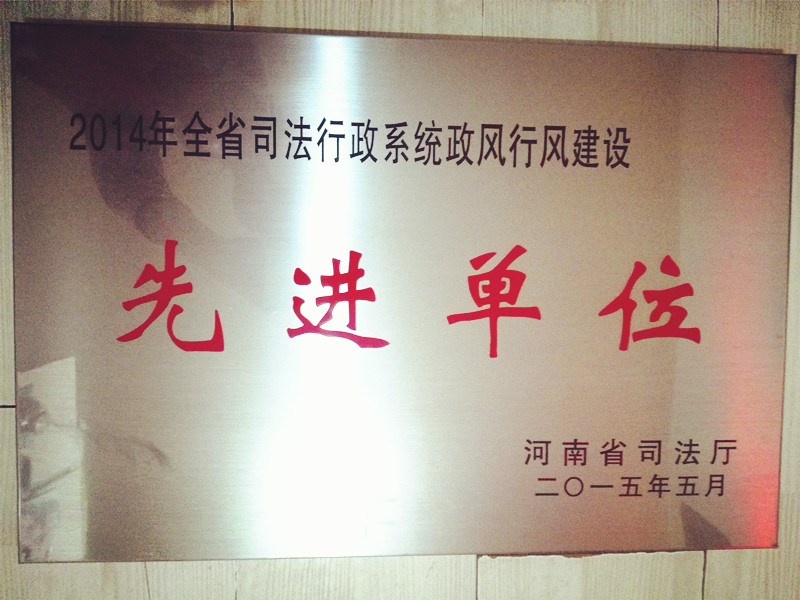 2014年全省司法行政系统政风行风建设
先进单位
河南省司法厅
二〇一五年五月